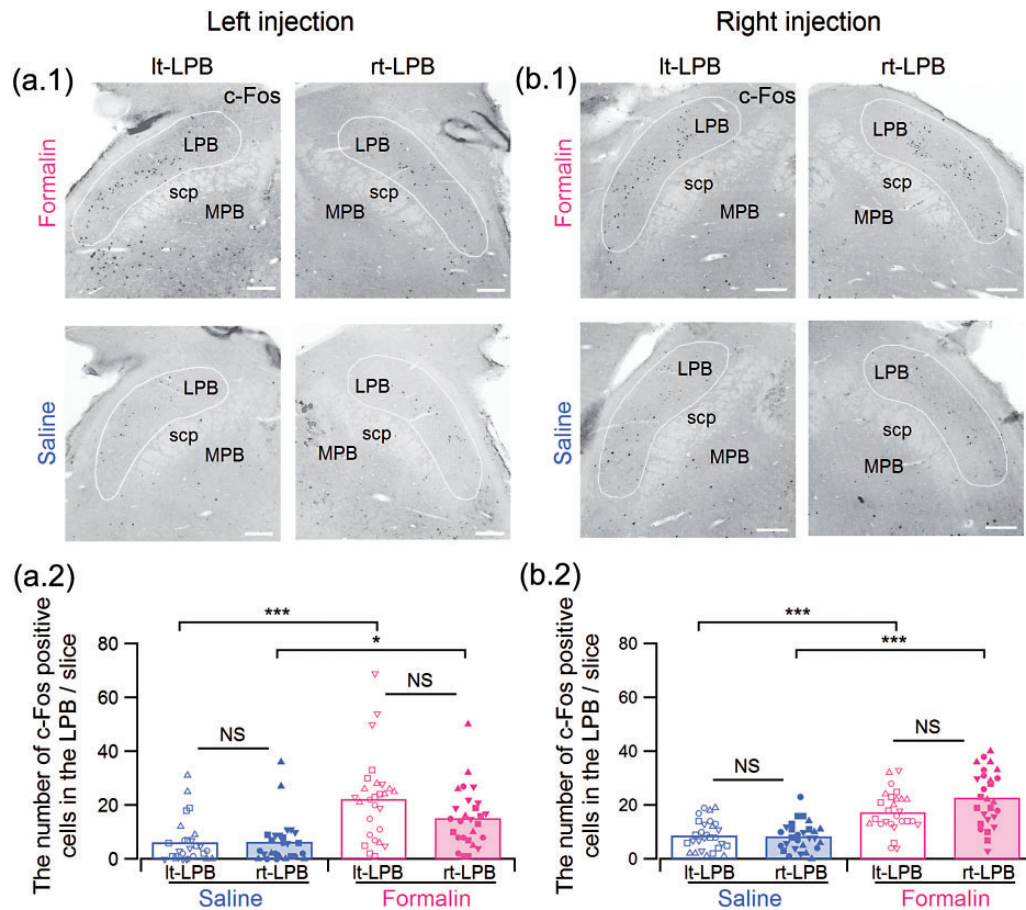 Left injection
Right injection
lt-LPB
rt-LPB
lt-LPB
rt-LPB
(a.1)
(b.1)
Formalin
c-Fos
LPB
scp
MPB
LPB
scp
MPB
c-Fos
LPB
scp
MPB
LPB
scp
MPB
Saline
LPB
scp
MPB
LPB
scp
MPB
Saline
LPB
scp
MPB
LPB
scp
MPB
Formalin
(a.2)
The number of c-Fos positive
cells in the LPB / slice
80
60
40
20
0
***
*
NS
NS
lt-LPB
rt-LPB
lt-LPB
rt-LPB
Saline
Formalin
(b.2)
The number of c-Fos positive
cells in the LPB / slice
80
60
40
20
0
***
***
NS
NS
lt-LPB
rt-LPB
lt-LPB
rt-LPB
Saline
Formalin